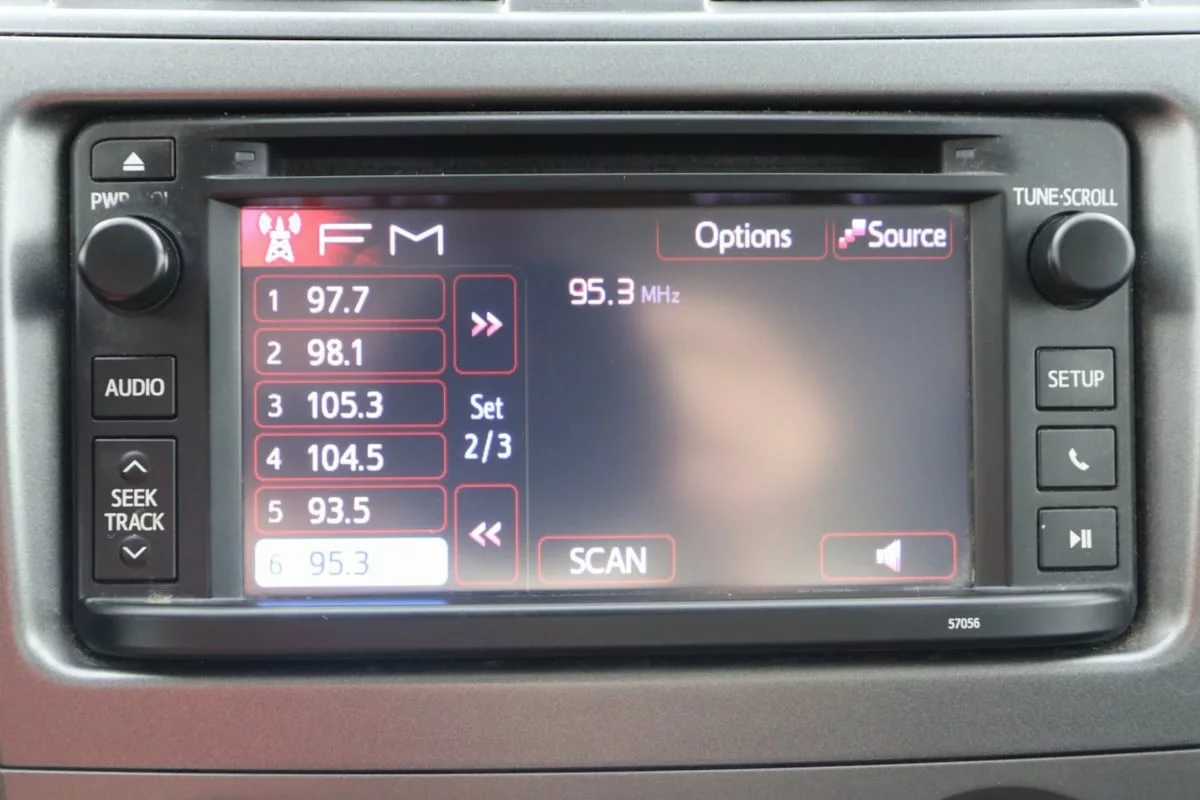 PWR
TUNE·SCROLL
FM
Options
Source
1 97.7
95.3 MHz
2 98.1
3 105.3
Set
2/3
4 104.5
5 93.5
6 95.3
SCAN
AUDIO
SEEK
TRACK
SETUP
57056